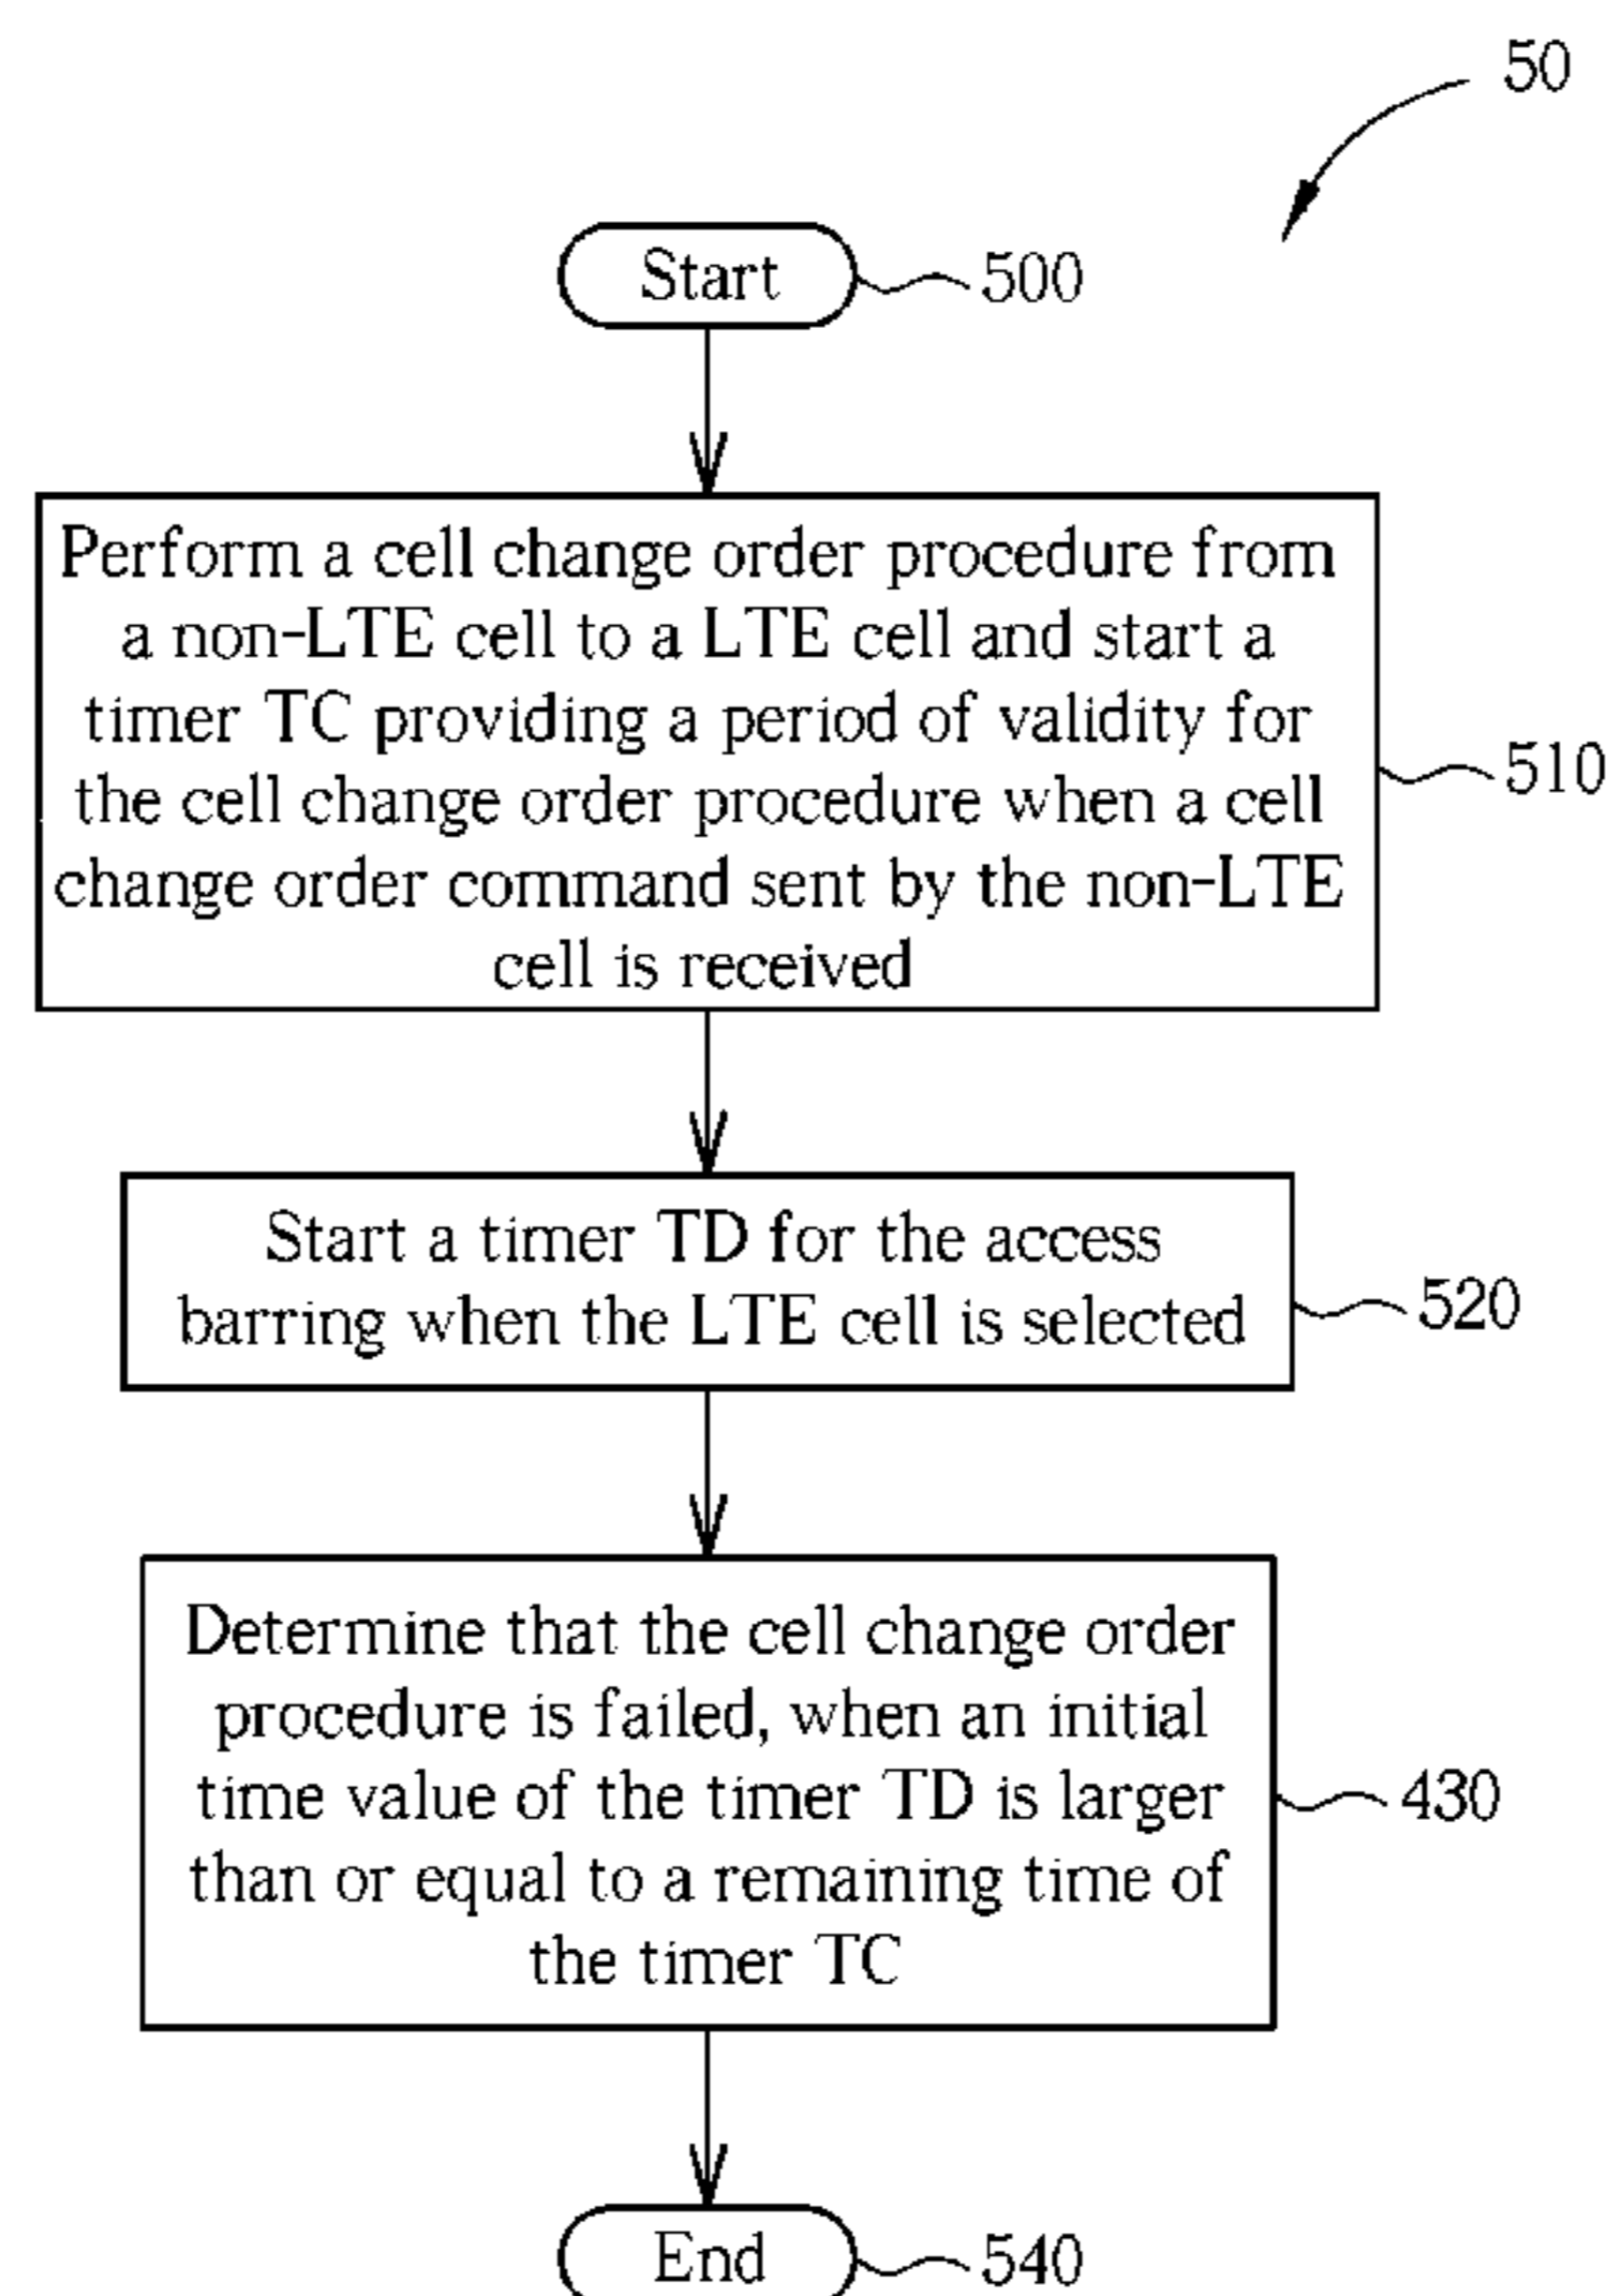 50
Start
500
Perform a cell change order procedure from
a non-LTE cell to a LTE cell and start a
timer TC providing a period of validity for
the cell change order procedure when a cell
change order command sent by the non-LTE
cell is received
510
Start a timer TD for the access
barring when the LTE cell is selected
520
Determine that the cell change order
procedure is failed, when an initial
time value of the timer TD is larger
than or equal to a remaining time of
the timer TC
430
End
540